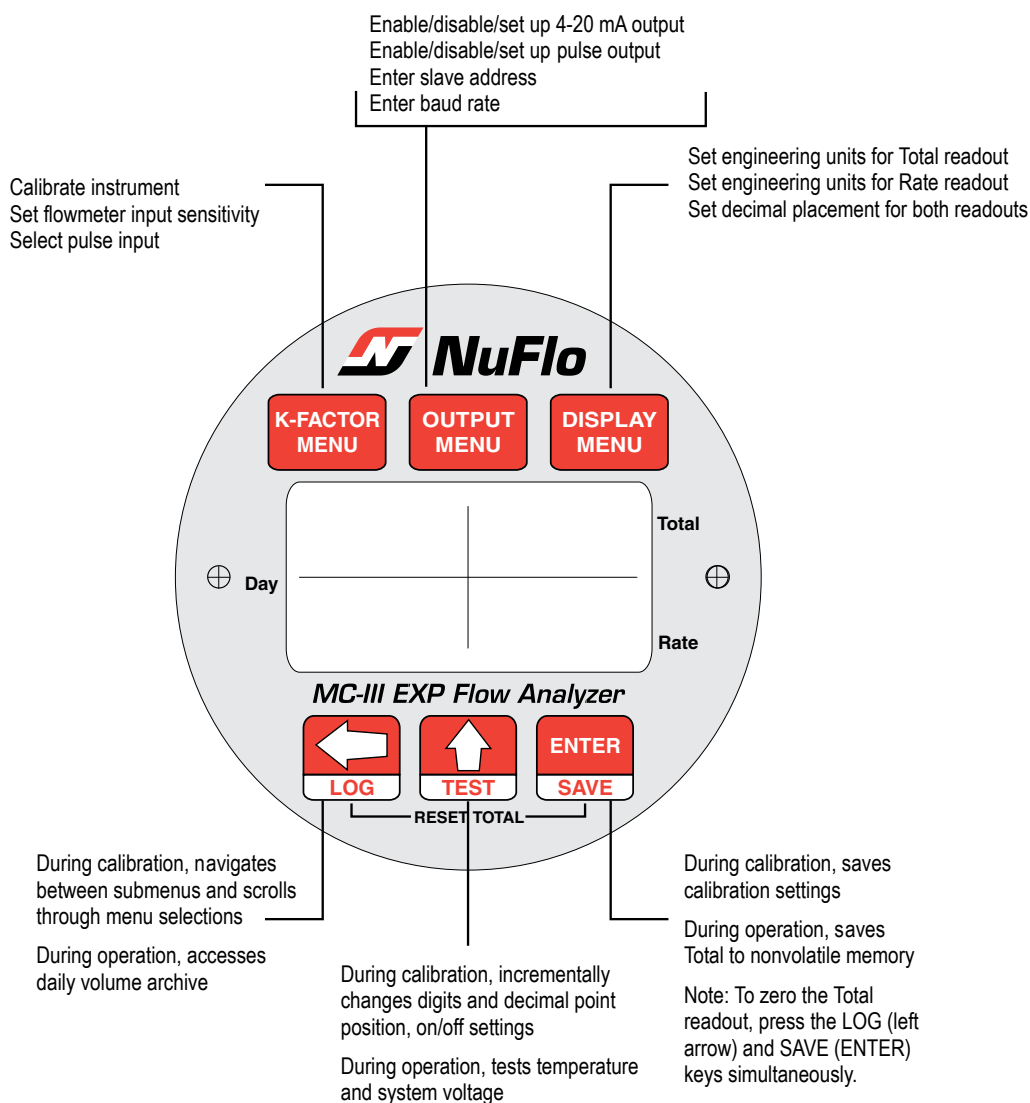 Enable/disable/set up 4-20 mA output
Enable/disable/set up pulse output
Enter slave address
Enter baud rate
Set engineering units for Total readout
Set engineering units for Rate readout
Set decimal placement for both readouts
Calibrate instrument
Set flowmeter input sensitivity
Select pulse input
NuFlo
K-FACTOR
MENU
OUTPUT
MENU
DISPLAY
MENU
Total
Day
Rate
MC-III EXP Flow Analyzer
ENTER
LOG
TEST
SAVE
RESET TOTAL
During calibration, navigates
between submenus and scrolls
through menu selections
During operation, accesses
daily volume archive
During calibration, incrementally
changes digits and decimal point
position, on/off settings
During operation, tests temperature
and system voltage
During calibration, saves
calibration settings
During operation, saves
Total to nonvolatile memory
Note: To zero the Total
readout, press the LOG (left
arrow) and SAVE (ENTER)
keys simultaneously.